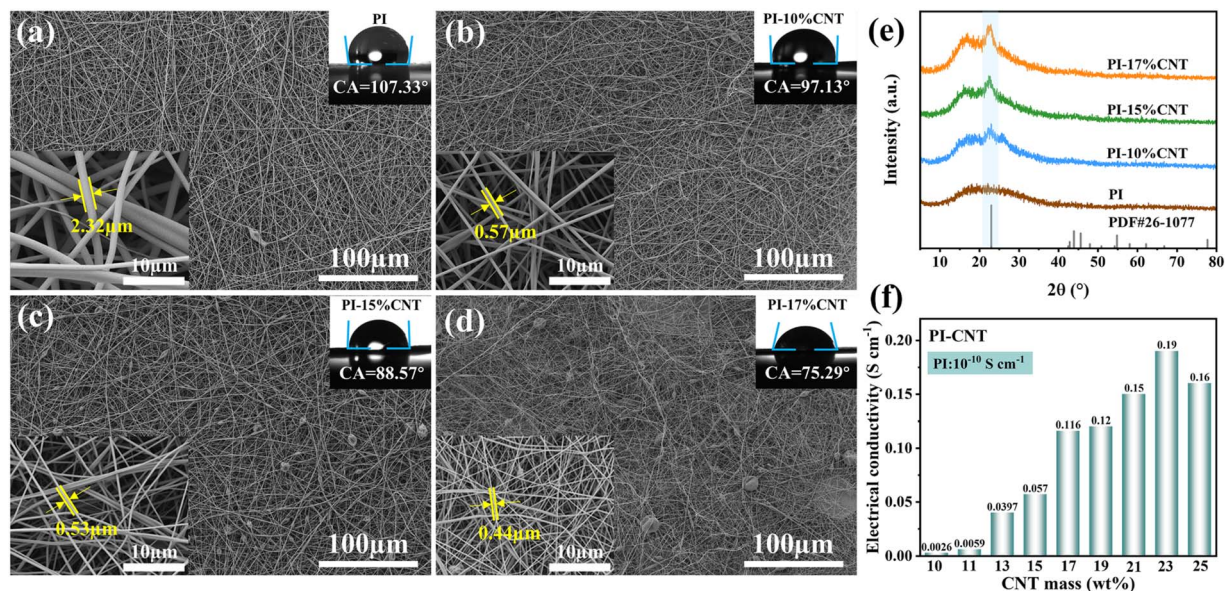 (a)
PI
CA=107.33°
2.32μm
10μm
100μm
(b)
PI-10%CNT
CA=97.13°
0.57μm
10μm
100μm
(c)
PI-15%CNT
CA=88.57°
0.53μm
10μm
100μm
(d)
PI-17%CNT
CA=75.29°
0.44μm
10μm
100μm
(e)
Intensity (a.u.)
PI-17%CNT
PI-15%CNT
PI-10%CNT
PI
PDF#26-1077
10 20 30 40 50 60 70 80
2θ (°)
(f)
Electrical conductivity (S cm⁻¹)
PI-CNT
PI:10⁻¹⁰ S cm⁻¹
0.20
0.15
0.10
0.05
0.00
0.0026
0.0059
0.0397
0.057
0.116
0.12
0.15
0.19
0.16
10 11 13 15 17 19 21 23 25
CNT mass (wt%)